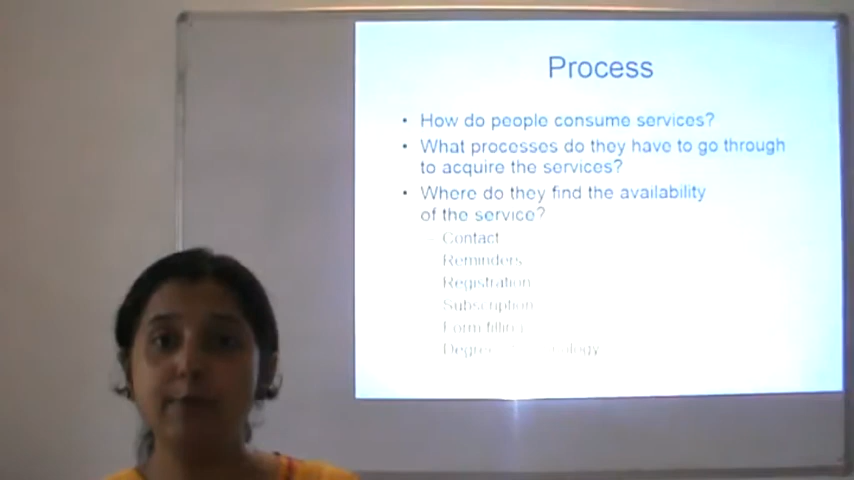 Process
• How do people consume services?
• What processes do they have to go through
to acquire the services?
• Where do they find the availability
of the service?
– Contact
Reminders
Registration
Subscription
Form filling
Degree